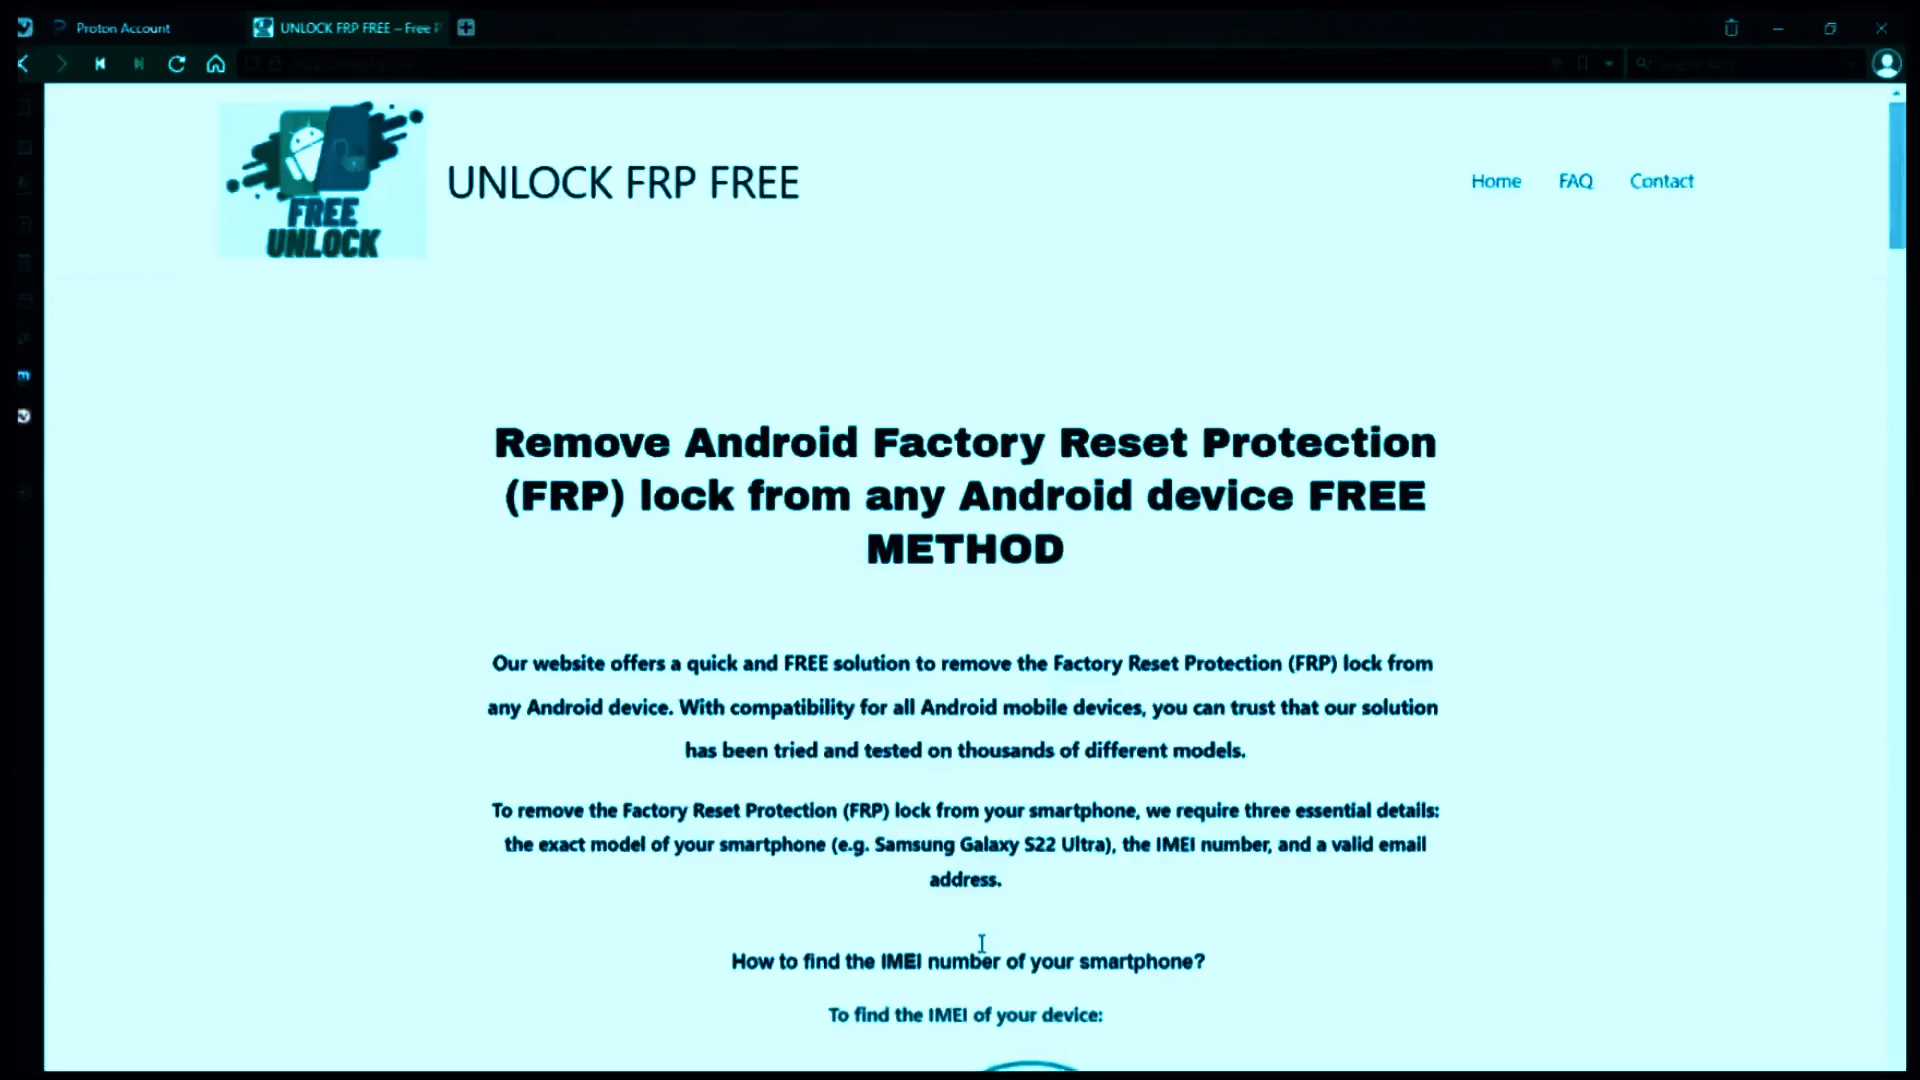 Proton Account
UNLOCK FRP FREE – Free P
FREE
UNLOCK
UNLOCK FRP FREE
Home
FAQ
Contact
Remove Android Factory Reset Protection
(FRP) lock from any Android device FREE
METHOD
Our website offers a quick and FREE solution to remove the Factory Reset Protection (FRP) lock from
any Android device. With compatibility for all Android mobile devices, you can trust that our solution
has been tried and tested on thousands of different models.
To remove the Factory Reset Protection (FRP) lock from your smartphone, we require three essential details:
the exact model of your smartphone (e.g. Samsung Galaxy S22 Ultra), the IMEI number, and a valid email
address.
How to find the IMEI number of your smartphone?
To find the IMEI of your device: